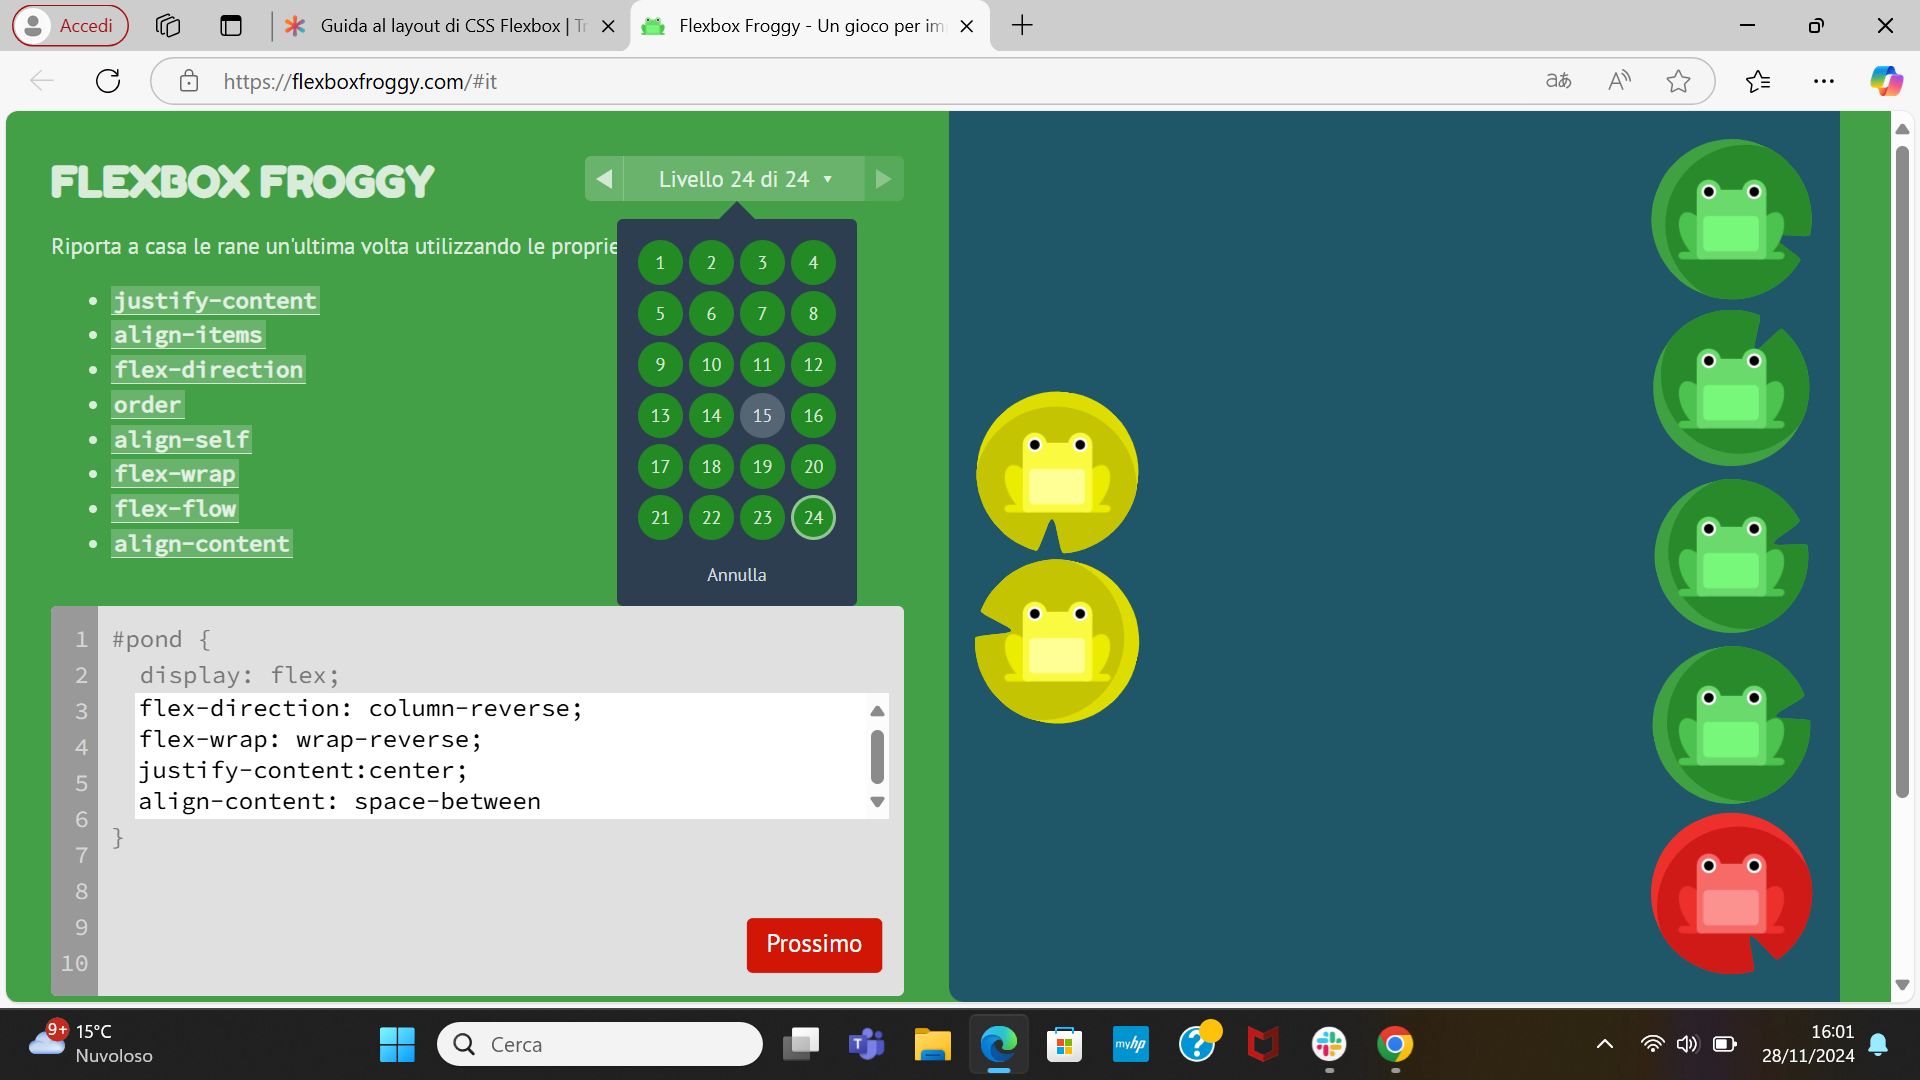 Accedi
Guida al layout di CSS Flexbox | Tr
Flexbox Froggy - Un gioco per im
https://flexboxfroggy.com/#it
FLEXBOX FROGGY
Livello 24 di 24
Riporta a casa le rane un'ultima volta utilizzando le proprie
justify-content
align-items
flex-direction
order
align-self
flex-wrap
flex-flow
align-content
1 2 3 4
5 6 7 8
9 10 11 12
13 14 15 16
17 18 19 20
21 22 23 24
Annulla
1 #pond {
2 display: flex;
3 flex-direction: column-reverse;
4 flex-wrap: wrap-reverse;
5 justify-content:center;
6 align-content: space-between
7 }
8
9
10
Prossimo
9+
15°C
Nuvoloso
Cerca
myhp
16:01
28/11/2024